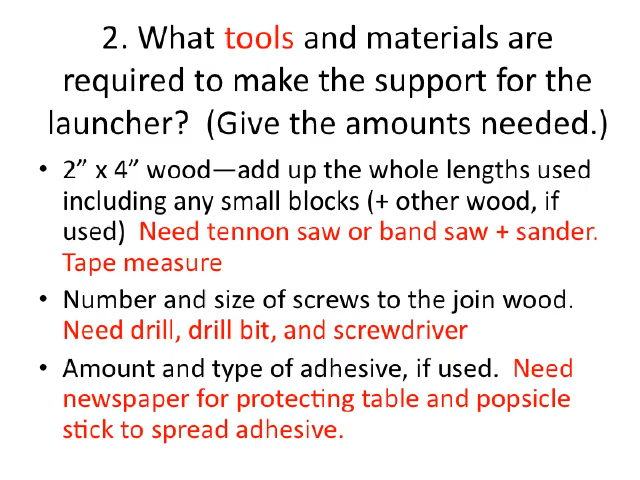 2. What tools and materials are
required to make the support for the
launcher?  (Give the amounts needed.)
• 2” x 4” wood—add up the whole lengths used
including any small blocks (+ other wood, if
used)  Need tennon saw or band saw + sander.
Tape measure
• Number and size of screws to the join wood.
Need drill, drill bit, and screwdriver
• Amount and type of adhesive, if used.  Need
newspaper for protecting table and popsicle
stick to spread adhesive.